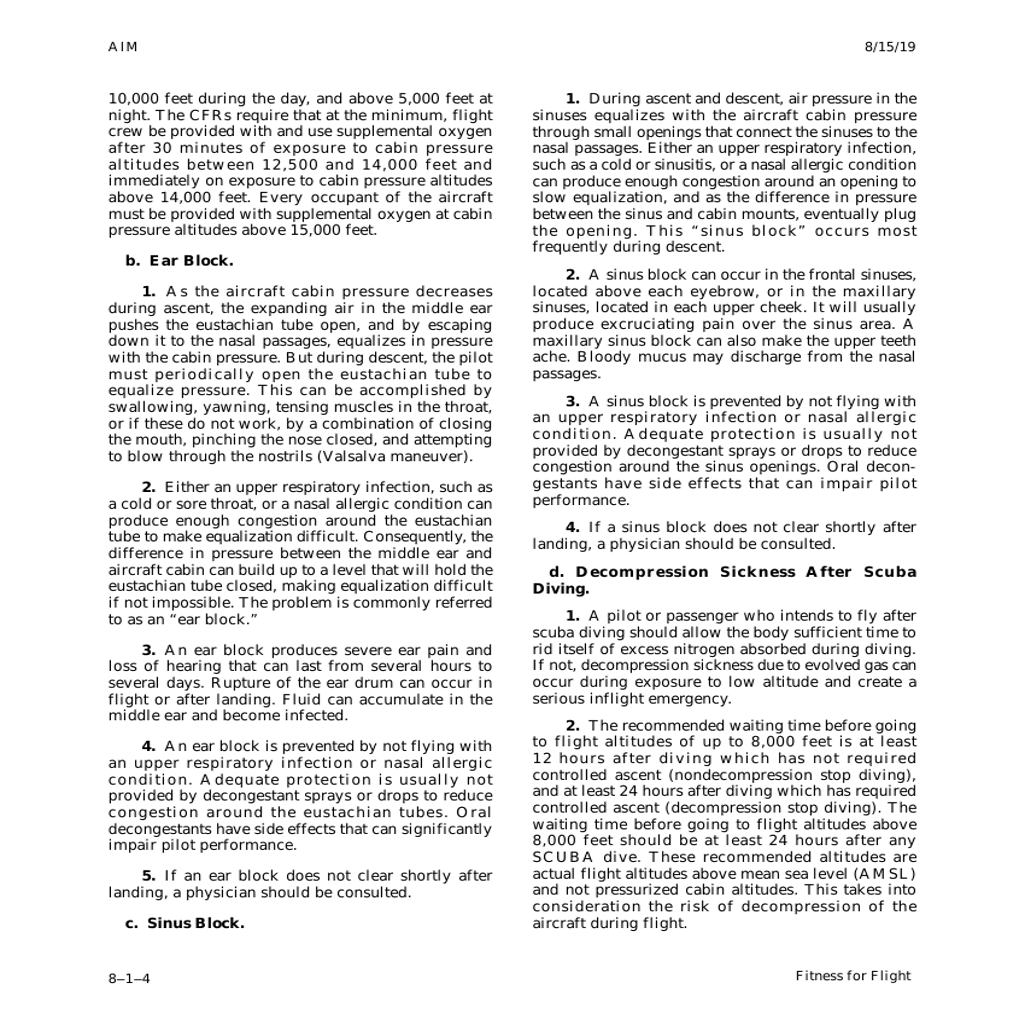 AIM
8/15/19
10,000 feet during the day, and above 5,000 feet at
night. The CFRs require that at the minimum, flight
crew be provided with and use supplemental oxygen
after 30 minutes of exposure to cabin pressure
altitudes between 12,500 and 14,000 feet and
immediately on exposure to cabin pressure altitudes
above 14,000 feet. Every occupant of the aircraft
must be provided with supplemental oxygen at cabin
pressure altitudes above 15,000 feet.
b. Ear Block.
1. As the aircraft cabin pressure decreases
during ascent, the expanding air in the middle ear
pushes the eustachian tube open, and by escaping
down it to the nasal passages, equalizes in pressure
with the cabin pressure. But during descent, the pilot
must periodically open the eustachian tube to
equalize pressure. This can be accomplished by
swallowing, yawning, tensing muscles in the throat,
or if these do not work, by a combination of closing
the mouth, pinching the nose closed, and attempting
to blow through the nostrils (Valsalva maneuver).
2. Either an upper respiratory infection, such as
a cold or sore throat, or a nasal allergic condition can
produce enough congestion around the eustachian
tube to make equalization difficult. Consequently, the
difference in pressure between the middle ear and
aircraft cabin can build up to a level that will hold the
eustachian tube closed, making equalization difficult
if not impossible. The problem is commonly referred
to as an “ear block.”
3. An ear block produces severe ear pain and
loss of hearing that can last from several hours to
several days. Rupture of the ear drum can occur in
flight or after landing. Fluid can accumulate in the
middle ear and become infected.
4. An ear block is prevented by not flying with
an upper respiratory infection or nasal allergic
condition. Adequate protection is usually not
provided by decongestant sprays or drops to reduce
congestion around the eustachian tubes. Oral
decongestants have side effects that can significantly
impair pilot performance.
5. If an ear block does not clear shortly after
landing, a physician should be consulted.
c. Sinus Block.
1. During ascent and descent, air pressure in the
sinuses equalizes with the aircraft cabin pressure
through small openings that connect the sinuses to the
nasal passages. Either an upper respiratory infection,
such as a cold or sinusitis, or a nasal allergic condition
can produce enough congestion around an opening to
slow equalization, and as the difference in pressure
between the sinus and cabin mounts, eventually plug
the opening. This “sinus block” occurs most
frequently during descent.
2. A sinus block can occur in the frontal sinuses,
located above each eyebrow, or in the maxillary
sinuses, located in each upper cheek. It will usually
produce excruciating pain over the sinus area. A
maxillary sinus block can also make the upper teeth
ache. Bloody mucus may discharge from the nasal
passages.
3. A sinus block is prevented by not flying with
an upper respiratory infection or nasal allergic
condition. Adequate protection is usually not
provided by decongestant sprays or drops to reduce
congestion around the sinus openings. Oral decon-
gestants have side effects that can impair pilot
performance.
4. If a sinus block does not clear shortly after
landing, a physician should be consulted.
d. Decompression Sickness After Scuba
Diving.
1. A pilot or passenger who intends to fly after
scuba diving should allow the body sufficient time to
rid itself of excess nitrogen absorbed during diving.
If not, decompression sickness due to evolved gas can
occur during exposure to low altitude and create a
serious inflight emergency.
2. The recommended waiting time before going
to flight altitudes of up to 8,000 feet is at least
12 hours after diving which has not required
controlled ascent (nondecompression stop diving),
and at least 24 hours after diving which has required
controlled ascent (decompression stop diving). The
waiting time before going to flight altitudes above
8,000 feet should be at least 24 hours after any
SCUBA dive. These recommended altitudes are
actual flight altitudes above mean sea level (AMSL)
and not pressurized cabin altitudes. This takes into
consideration the risk of decompression of the
aircraft during flight.
8–1–4
Fitness for Flight